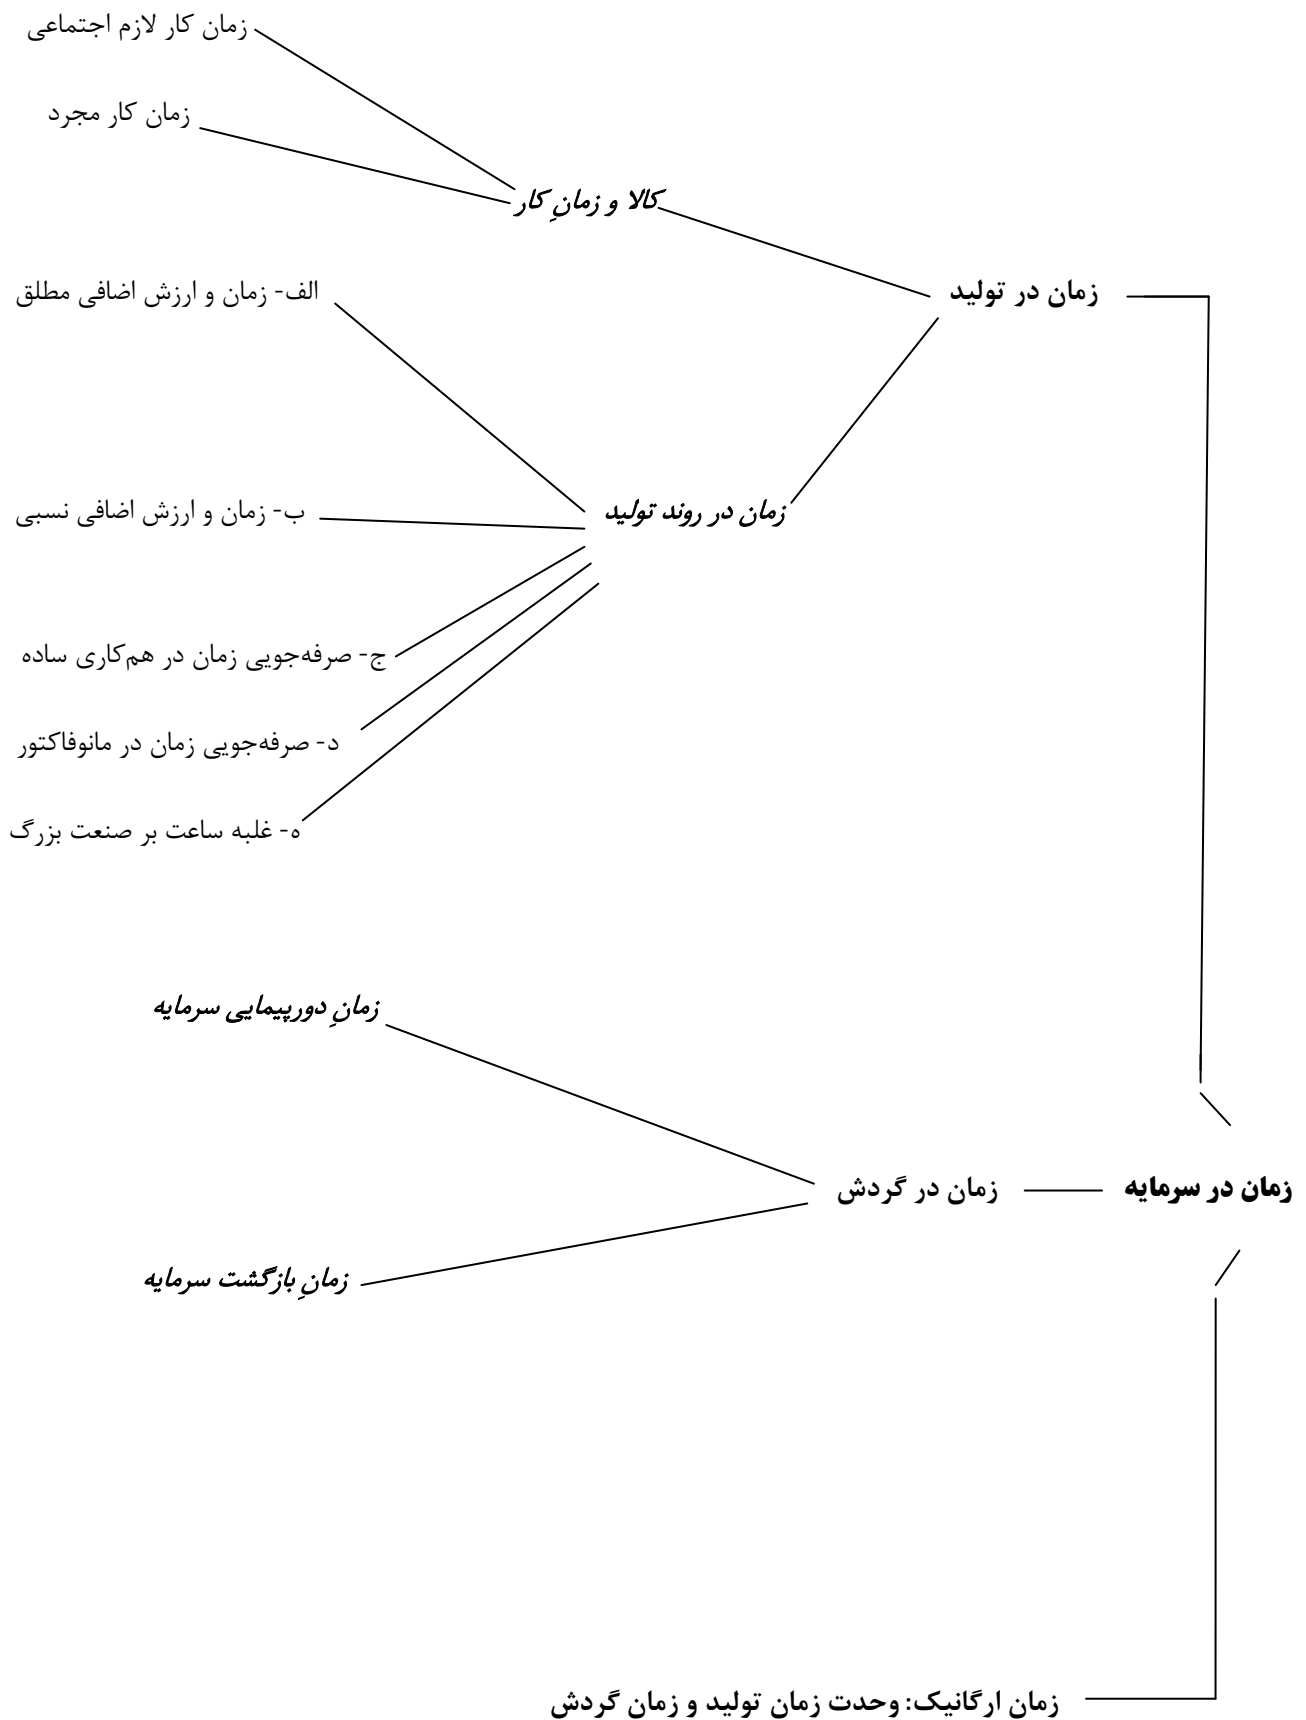 زمان کار لازم اجتماعی
زمان کار مجرد
کالا و زمانِ کار
زمان در تولید
الف- زمان و ارزش اضافی مطلق
زمان در روند تولید
ب- زمان و ارزش اضافی نسبی
ج- صرفه‌جویی زمان در هم‌کاری ساده
د- صرفه‌جویی زمان در مانوفاکتور
ه- غلبه ساعت بر صنعت بزرگ
زمانِ دورپیمایی سرمایه
زمان در سرمایه
زمان در گردش
زمانِ بازگشت سرمایه
زمان ارگانیک: وحدت زمان تولید و زمان گردش